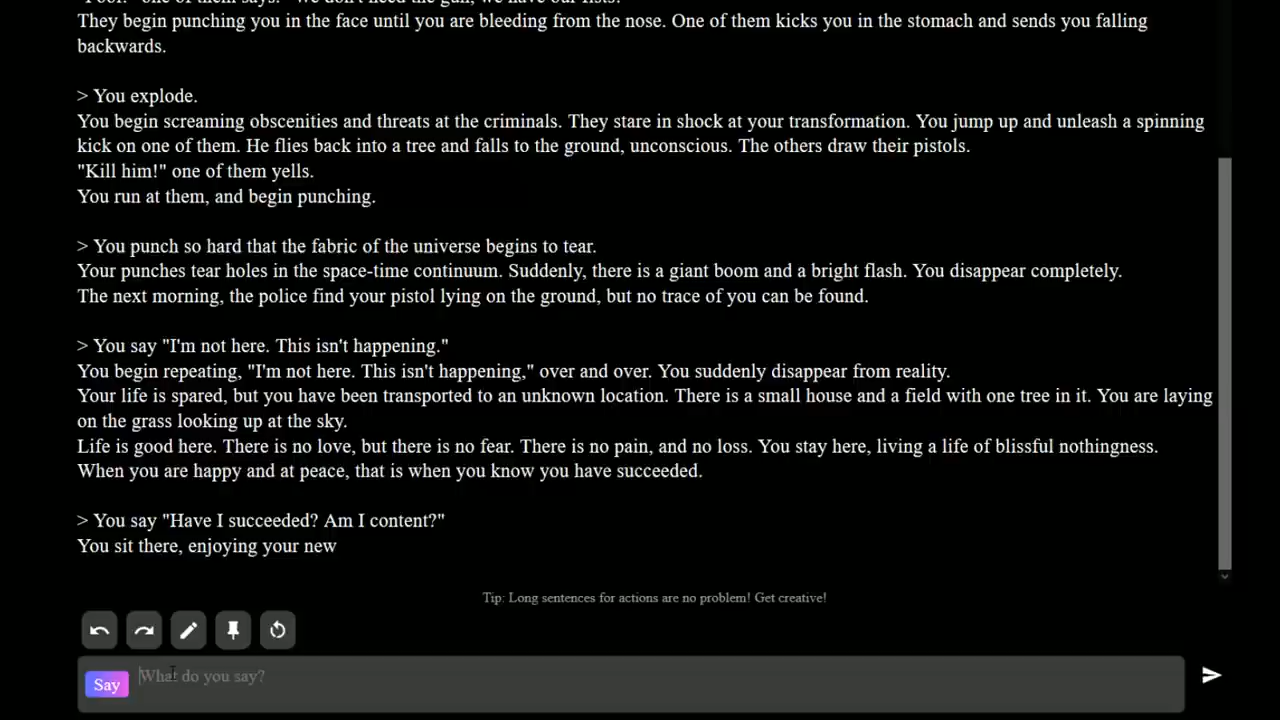 They begin punching you in the face until you are bleeding from the nose. One of them kicks you in the stomach and sends you falling
backwards.
> You explode.
You begin screaming obscenities and threats at the criminals. They stare in shock at your transformation. You jump up and unleash a spinning
kick on one of them. He flies back into a tree and falls to the ground, unconscious. The others draw their pistols.
"Kill him!" one of them yells.
You run at them, and begin punching.
> You punch so hard that the fabric of the universe begins to tear.
Your punches tear holes in the space-time continuum. Suddenly, there is a giant boom and a bright flash. You disappear completely.
The next morning, the police find your pistol lying on the ground, but no trace of you can be found.
> You say "I'm not here. This isn't happening."
You begin repeating, "I'm not here. This isn't happening," over and over. You suddenly disappear from reality.
Your life is spared, but you have been transported to an unknown location. There is a small house and a field with one tree in it. You are laying
on the grass looking up at the sky.
Life is good here. There is no love, but there is no fear. There is no pain, and no loss. You stay here, living a life of blissful nothingness.
When you are happy and at peace, that is when you know you have succeeded.
> You say "Have I succeeded? Am I content?"
You sit there, enjoying your new
Tip: Long sentences for actions are no problem! Get creative!
Say
What do you say?